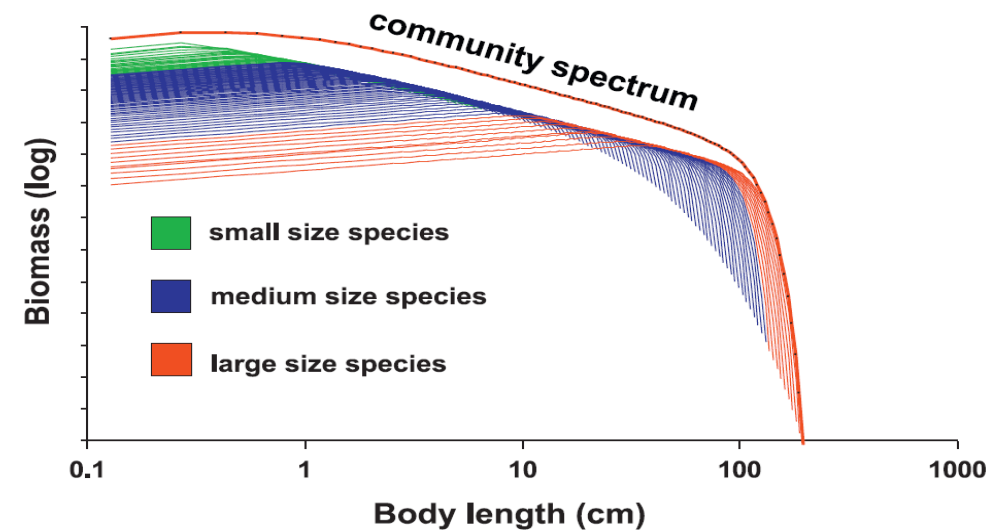 community spectrum
Biomass (log)
small size species
medium size species
large size species
0.1 1 10 100 1000
Body length (cm)